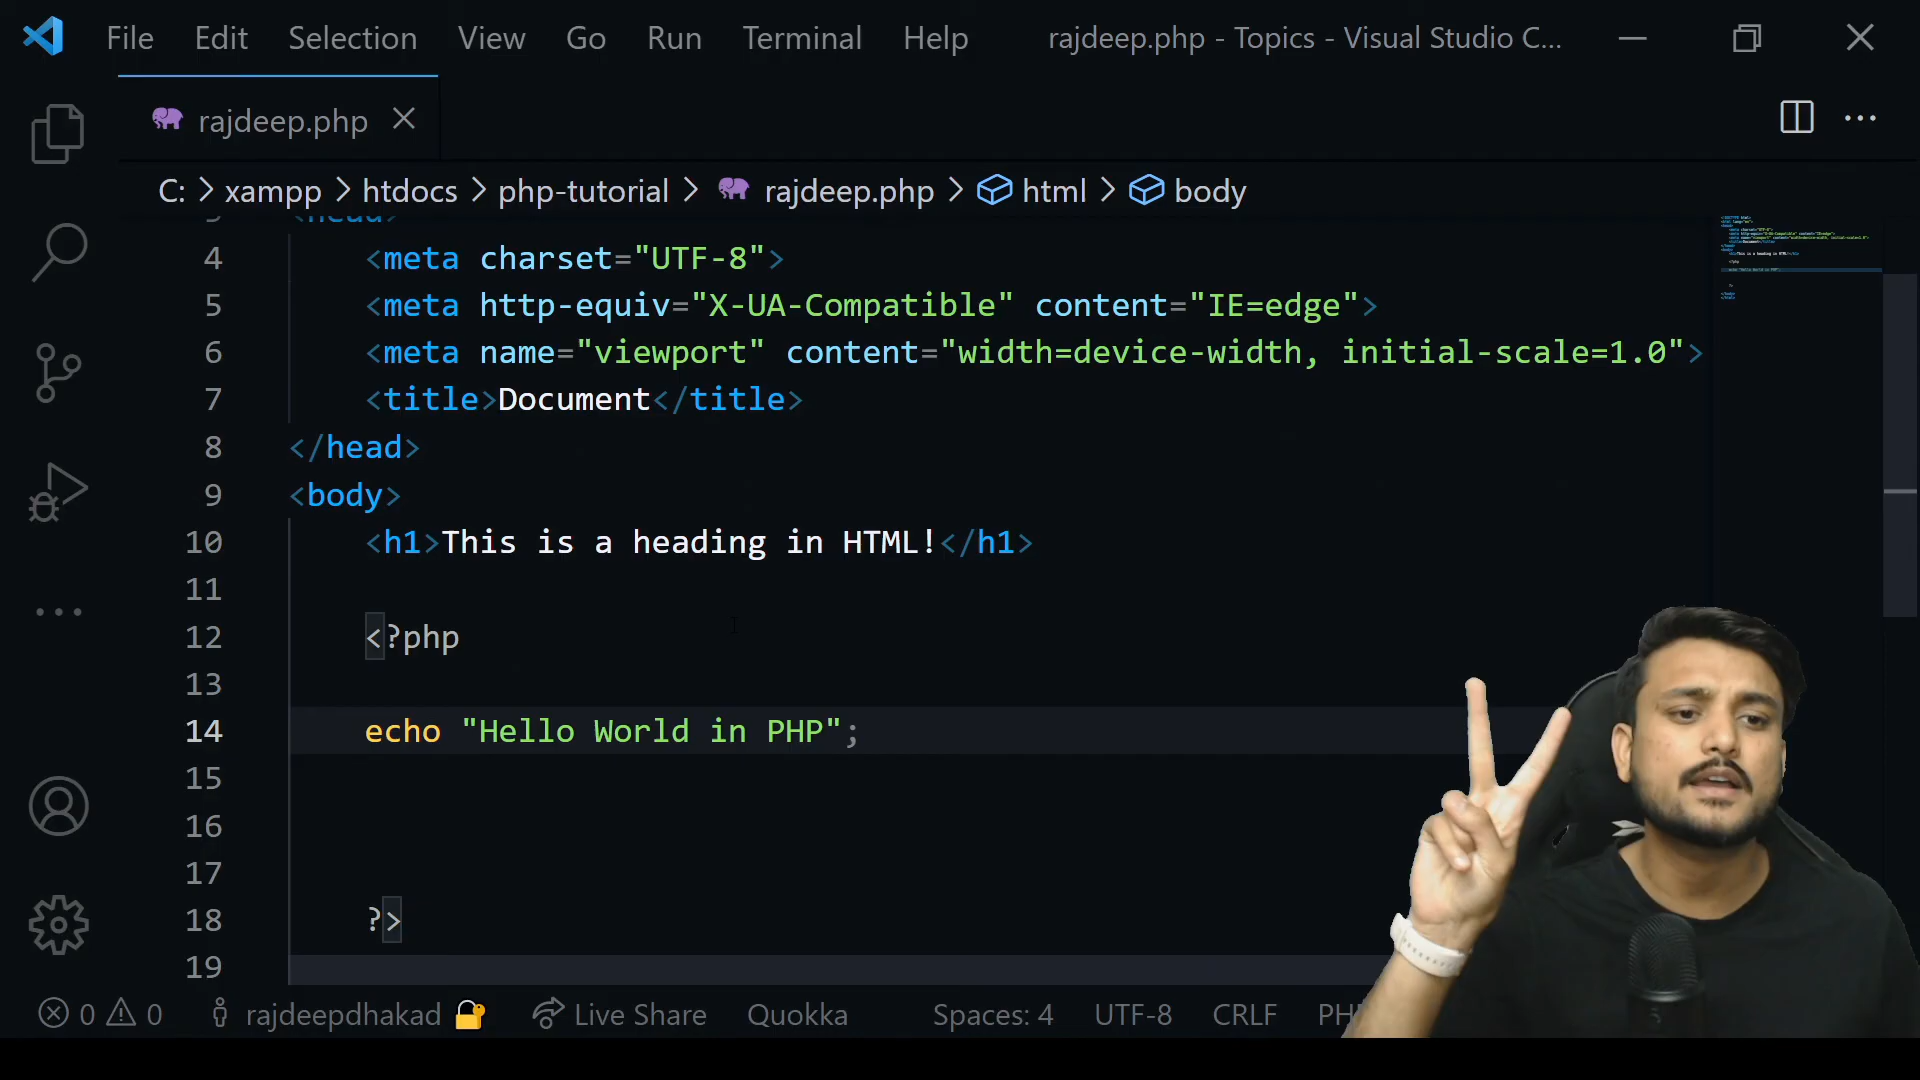 File Edit Selection View Go Run Terminal Help rajdeep.php - Topics - Visual Studio C...
rajdeep.php
C: > xampp > htdocs > php-tutorial > rajdeep.php > html > body
3 <head>
4 <meta charset="UTF-8">
5 <meta http-equiv="X-UA-Compatible" content="IE=edge">
6 <meta name="viewport" content="width=device-width, initial-scale=1.0">
7 <title>Document</title>
8 </head>
9 <body>
10 <h1>This is a heading in HTML!</h1>
11
12 <?php
13
14 echo "Hello World in PHP";
15
16
17
18 ?>
19
0 0 rajdeepdhakad Live Share Quokka Spaces: 4 UTF-8 CRLF